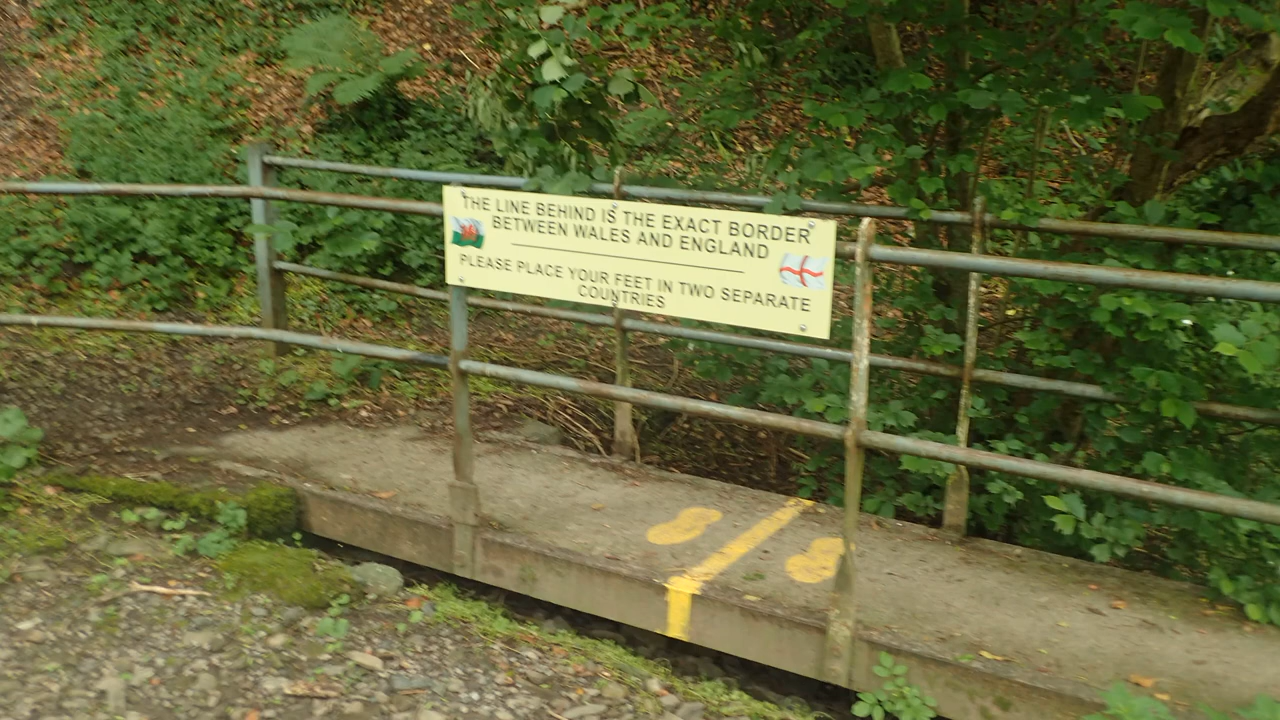 THE LINE BEHIND IS THE EXACT BORDER
BETWEEN WALES AND ENGLAND
PLEASE PLACE YOUR FEET IN TWO SEPARATE
COUNTRIES